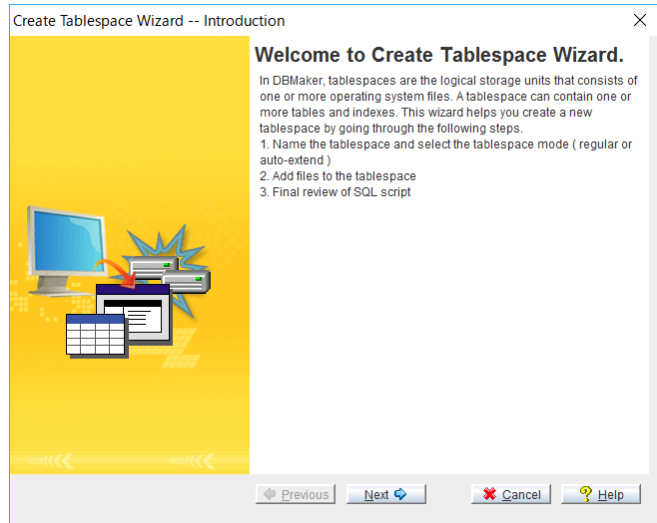 Create Tablespace Wizard -- Introduction
Welcome to Create Tablespace Wizard.
In DBMaker, tablespaces are the logical storage units that consists of
one or more operating system files. A tablespace can contain one or
more tables and indexes. This wizard helps you create a new
tablespace by going through the following steps.
1. Name the tablespace and select the tablespace mode ( regular or
auto-extend )
2. Add files to the tablespace
3. Final review of SQL script
Previous Next Cancel Help